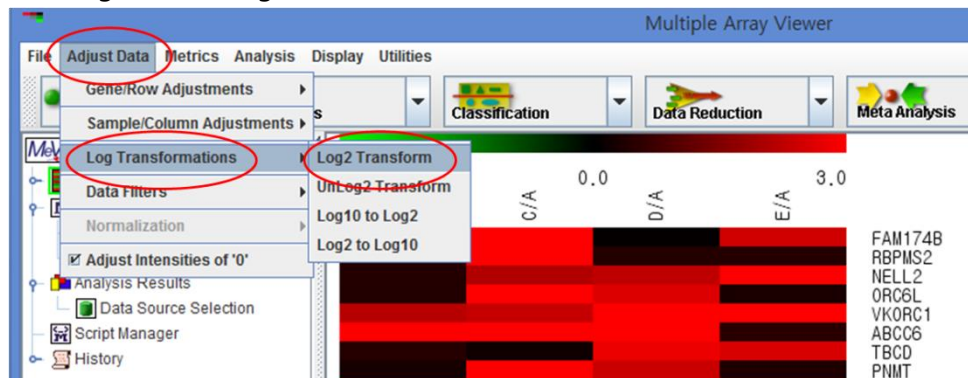 Multiple Array Viewer
File Adjust Data Metrics Analysis Display Utilities
Gene/Row Adjustments
Sample/Column Adjustments
Log Transformations
Data Filters
Normalization
Adjust Intensities of '0'
Log2 Transform
UnLog2 Transform
Log10 to Log2
Log2 to Log10
s Classification Data Reduction Meta Analysis
0.0 3.0
C/A D/A E/A
FAM174B
RBPMS2
NELL2
ORC6L
VKORC1
ABCC6
TBCD
PNMT
Analysis Results
Data Source Selection
Script Manager
History